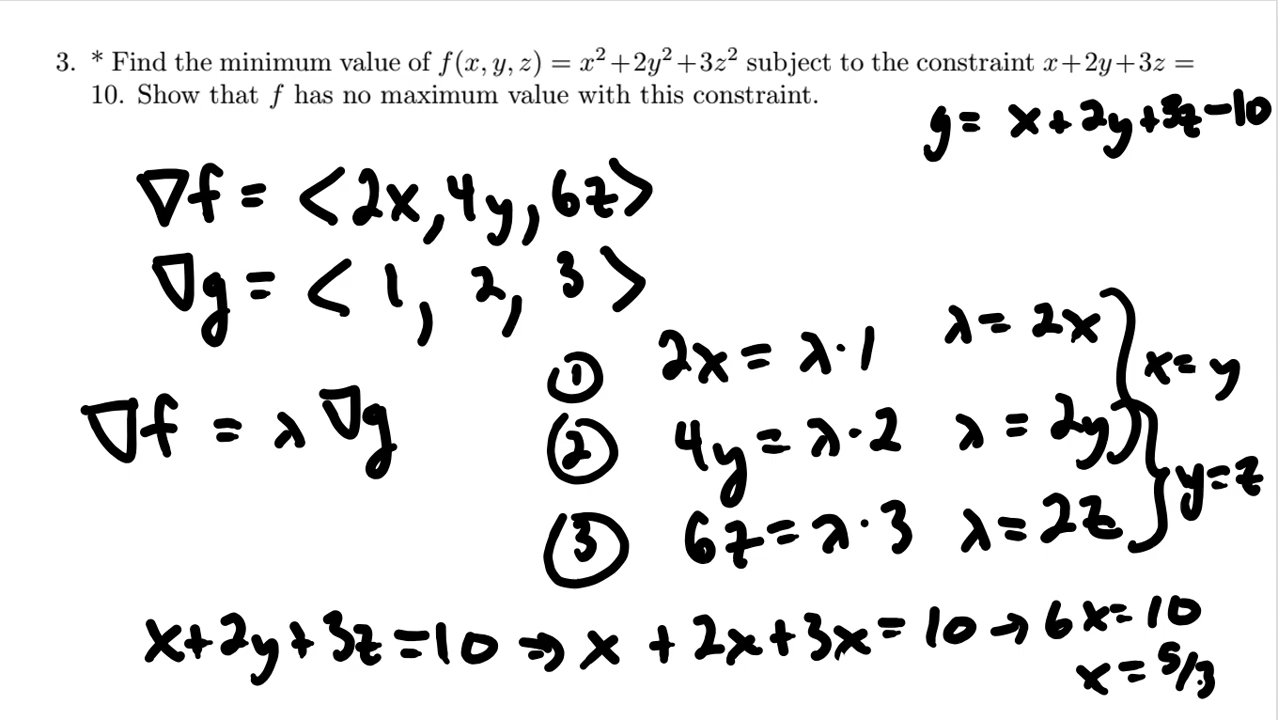 3. * Find the minimum value of f(x, y, z) = x² + 2y² + 3z² subject to the constraint x + 2y + 3z =
10. Show that f has no maximum value with this constraint.
g = x + 2y + 3z - 10
∇f = <2x, 4y, 6z>
∇g = < 1, 2, 3 >
∇f = λ ∇g
① 2x = λ · 1 λ = 2x
x = y
② 4y = λ · 2 λ = 2y
y = z
③ 6z = λ · 3 λ = 2z
x + 2y + 3z = 10 ⇒ x + 2x + 3x = 10 → 6x = 10
x = 5/3